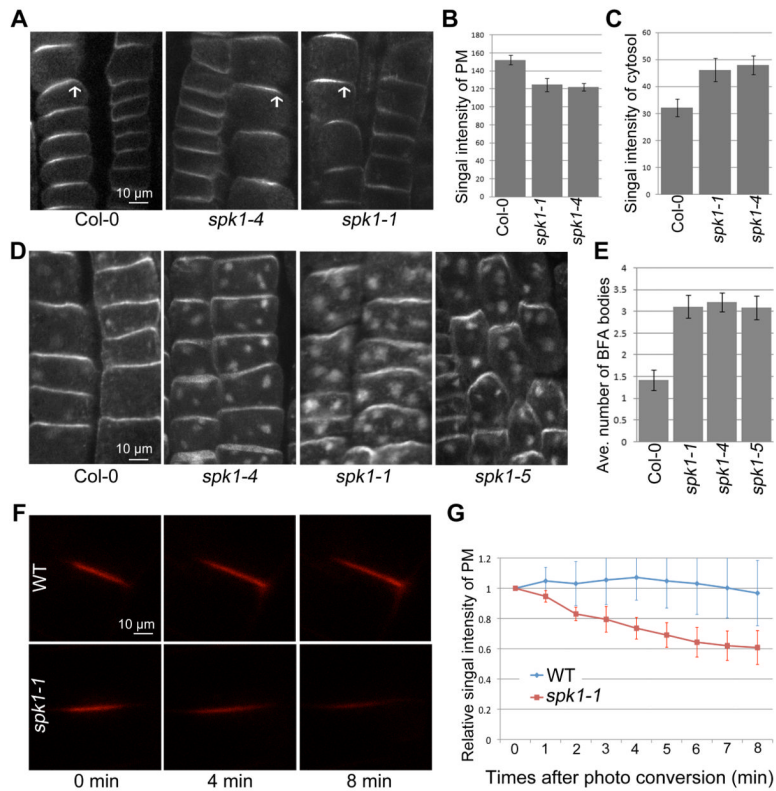 A
10 µm
Col-0
spk1-4
spk1-1
B
Singal intensity of PM
180
160
140
120
100
80
60
40
20
0
Col-0
spk1-1
spk1-4
C
Singal intensity of cytosol
60
50
40
30
20
10
0
Col-0
spk1-1
spk1-4
D
10 µm
Col-0
spk1-4
spk1-1
spk1-5
E
Ave. number of BFA bodies
4
3.5
3
2.5
2
1.5
1
0.5
0
Col-0
spk1-1
spk1-4
spk1-5
F
WT
10 µm
spk1-1
0 min
4 min
8 min
G
Relative singal intensity of PM
1.2
1
0.8
0.6
0.4
0.2
0
WT
spk1-1
0 1 2 3 4 5 6 7 8
Times after photo conversion (min)